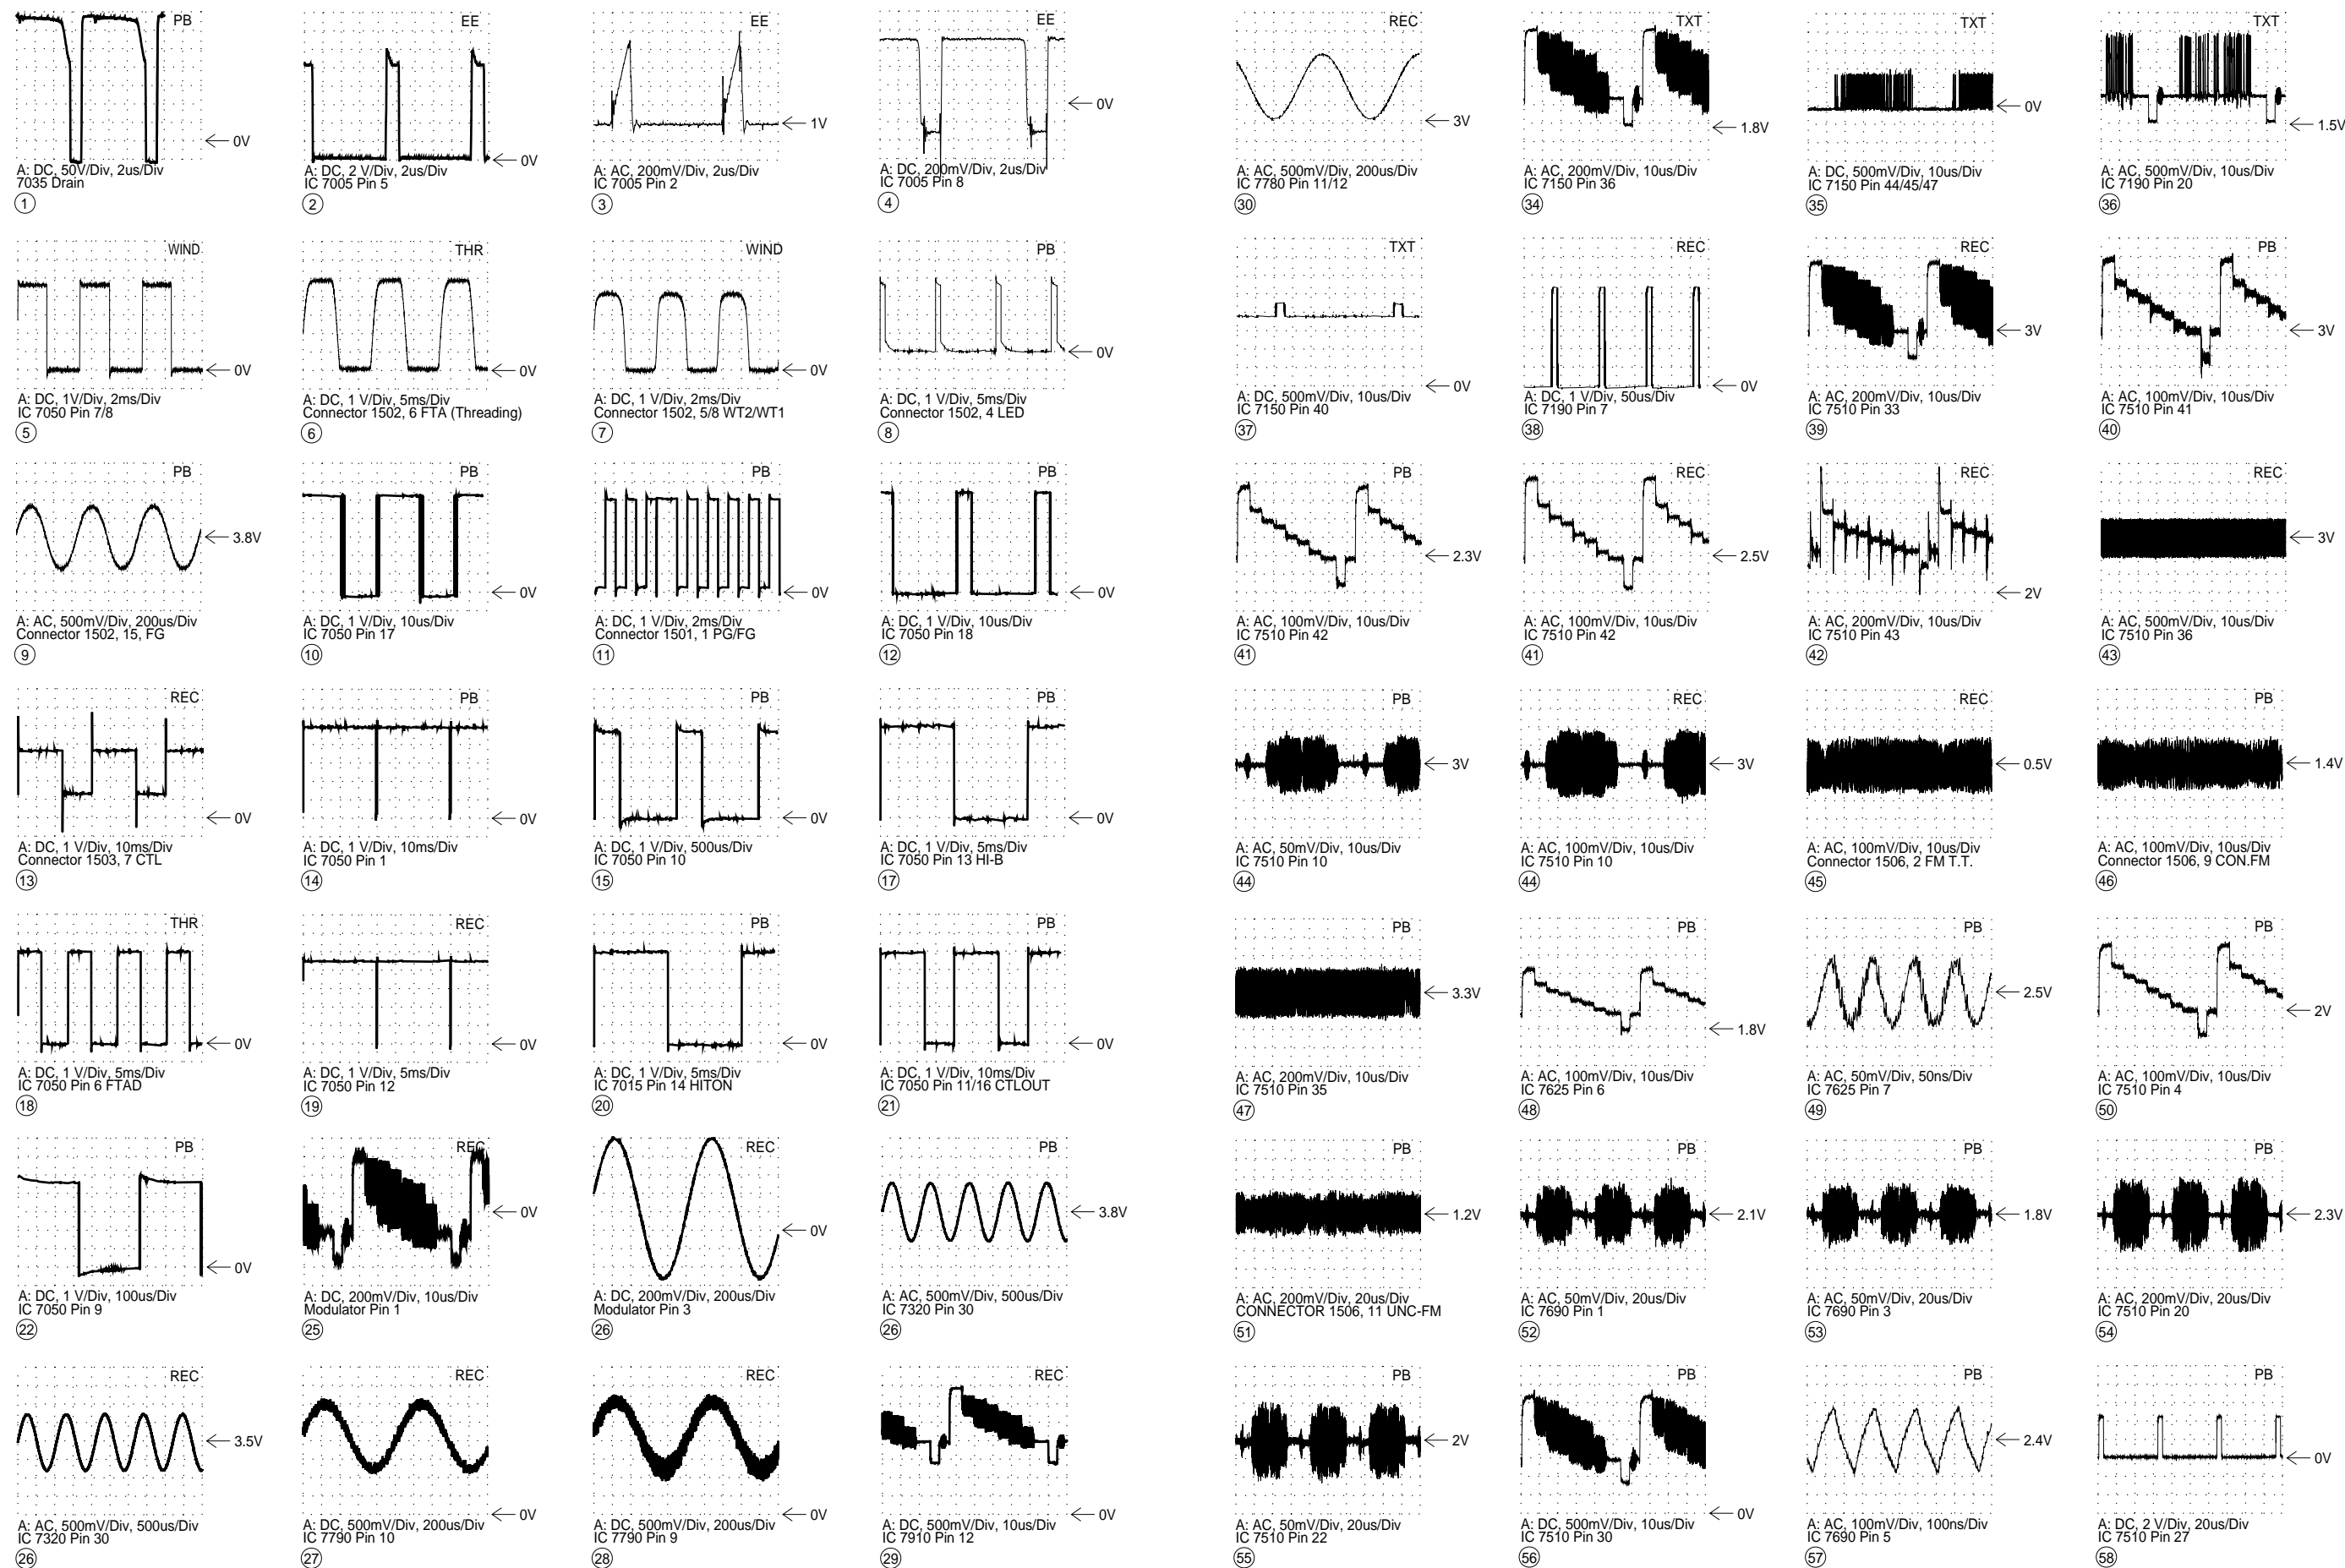 PB
0V
A: DC, 50V/Div, 2us/Div
7035 Drain
1
EE
0V
A: DC, 2 V/Div, 2us/Div
IC 7005 Pin 5
2
EE
1V
A: AC, 200mV/Div, 2us/Div
IC 7005 Pin 2
3
EE
0V
A: DC, 200mV/Div, 2us/Div
IC 7005 Pin 8
4
REC
3V
A: AC, 500mV/Div, 200us/Div
IC 7780 Pin 11/12
30
TXT
1.8V
A: AC, 200mV/Div, 10us/Div
IC 7150 Pin 36
34
TXT
0V
A: DC, 500mV/Div, 10us/Div
IC 7150 Pin 44/45/47
35
TXT
1.5V
A: AC, 500mV/Div, 10us/Div
IC 7190 Pin 20
36
WIND
0V
A: DC, 1V/Div, 2ms/Div
IC 7050 Pin 7/8
5
THR
0V
A: DC, 1 V/Div, 5ms/Div
Connector 1502, 6 FTA (Threading)
6
WIND
0V
A: DC, 1 V/Div, 2ms/Div
Connector 1502, 5/8 WT2/WT1
7
PB
0V
A: DC, 1 V/Div, 5ms/Div
Connector 1502, 4 LED
8
TXT
0V
A: DC, 500mV/Div, 10us/Div
IC 7150 Pin 40
37
REC
0V
A: DC, 1 V/Div, 50us/Div
IC 7190 Pin 7
38
REC
3V
A: AC, 200mV/Div, 10us/Div
IC 7510 Pin 33
39
PB
3V
A: AC, 100mV/Div, 10us/Div
IC 7510 Pin 41
40
PB
3.8V
A: AC, 500mV/Div, 200us/Div
Connector 1502, 15, FG
9
PB
0V
A: DC, 1 V/Div, 10us/Div
IC 7050 Pin 17
10
PB
0V
A: DC, 1 V/Div, 2ms/Div
Connector 1501, 1 PG/FG
11
PB
0V
A: DC, 1 V/Div, 10us/Div
IC 7050 Pin 18
12
PB
2.3V
A: AC, 100mV/Div, 10us/Div
IC 7510 Pin 42
41
REC
2.5V
A: AC, 100mV/Div, 10us/Div
IC 7510 Pin 42
41
REC
2V
A: AC, 200mV/Div, 10us/Div
IC 7510 Pin 43
42
REC
3V
A: AC, 500mV/Div, 10us/Div
IC 7510 Pin 36
43
REC
0V
A: DC, 1 V/Div, 10ms/Div
Connector 1503, 7 CTL
13
PB
0V
A: DC, 1 V/Div, 10ms/Div
IC 7050 Pin 1
14
PB
0V
A: DC, 1 V/Div, 500us/Div
IC 7050 Pin 10
15
PB
0V
A: DC, 1 V/Div, 5ms/Div
IC 7050 Pin 13 HI-B
17
PB
3V
A: AC, 50mV/Div, 10us/Div
IC 7510 Pin 10
44
REC
3V
A: AC, 100mV/Div, 10us/Div
IC 7510 Pin 10
44
REC
0.5V
A: AC, 100mV/Div, 10us/Div
Connector 1506, 2 FM T.T.
45
PB
1.4V
A: AC, 100mV/Div, 10us/Div
Connector 1506, 9 CON.FM
46
THR
0V
A: DC, 1 V/Div, 5ms/Div
IC 7050 Pin 6 FTAD
18
REC
0V
A: DC, 1 V/Div, 5ms/Div
IC 7050 Pin 12
19
PB
0V
A: DC, 1 V/Div, 5ms/Div
IC 7015 Pin 14 HITON
20
PB
0V
A: DC, 1 V/Div, 10ms/Div
IC 7050 Pin 11/16 CTLOUT
21
PB
3.3V
A: AC, 200mV/Div, 10us/Div
IC 7510 Pin 35
47
PB
1.8V
A: AC, 100mV/Div, 10us/Div
IC 7625 Pin 6
48
PB
2.5V
A: AC, 50mV/Div, 50ns/Div
IC 7625 Pin 7
49
PB
2V
A: AC, 100mV/Div, 10us/Div
IC 7510 Pin 4
50
PB
0V
A: DC, 1 V/Div, 100us/Div
IC 7050 Pin 9
22
REC
0V
A: DC, 200mV/Div, 10us/Div
Modulator Pin 1
25
REC
0V
A: DC, 200mV/Div, 200us/Div
Modulator Pin 3
26
PB
3.8V
A: AC, 500mV/Div, 500us/Div
IC 7320 Pin 30
26
PB
1.2V
A: AC, 200mV/Div, 20us/Div
CONNECTOR 1506, 11 UNC-FM
51
PB
2.1V
A: AC, 50mV/Div, 20us/Div
IC 7690 Pin 1
52
PB
1.8V
A: AC, 50mV/Div, 20us/Div
IC 7690 Pin 3
53
PB
2.3V
A: AC, 50mV/Div, 20us/Div
IC 7510 Pin 20
54
REC
3.5V
A: AC, 500mV/Div, 500us/Div
IC 7320 Pin 30
26
REC
0V
A: DC, 500mV/Div, 200us/Div
IC 7790 Pin 10
27
REC
0V
A: DC, 500mV/Div, 200us/Div
IC 7790 Pin 9
28
REC
0V
A: DC, 500mV/Div, 10us/Div
IC 7910 Pin 12
29
PB
2V
A: AC, 50mV/Div, 20us/Div
IC 7510 Pin 22
55
PB
0V
A: DC, 500mV/Div, 10us/Div
IC 7510 Pin 30
56
PB
2.4V
A: AC, 100mV/Div, 100ns/Div
IC 7690 Pin 5
57
PB
0V
A: DC, 2 V/Div, 20us/Div
IC 7510 Pin 27
58